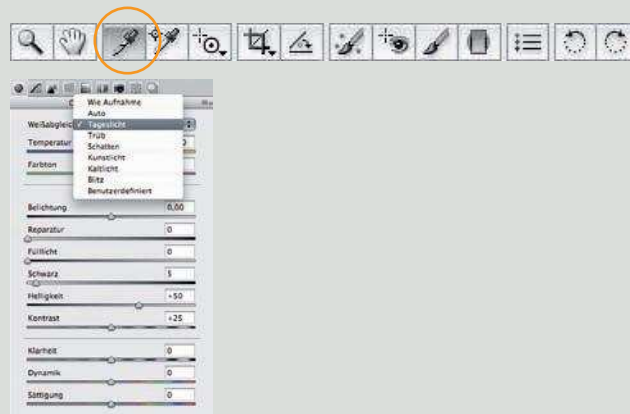 Wie Aufnahme
Auto
Weißabgleich ✓ Tageslicht
Trüb
Temperatur
Schatten
Kunstlicht
Farbton
Kaltlicht
Blitz
Benutzerdefiniert
Belichtung 0,00
Reparatur 0
Fülllicht 0
Schwarz 5
Helligkeit +50
Kontrast +25
Klarheit 0
Dynamik 0
Sättigung 0